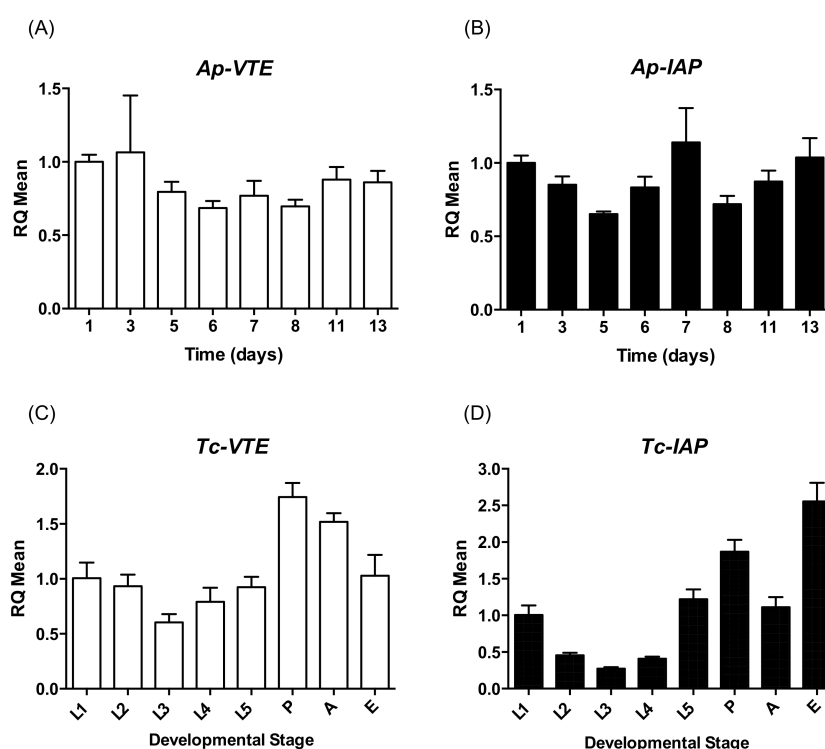 (A)
Ap-VTE
RQ Mean
1.5
1.0
0.5
0.0
1 3 5 6 7 8 11 13
Time (days)
(B)
Ap-IAP
RQ Mean
1.5
1.0
0.5
0.0
1 3 5 6 7 8 11 13
Time (days)
(C)
Tc-VTE
RQ Mean
2.0
1.5
1.0
0.5
0.0
L1 L2 L3 L4 L5 P A E
Developmental Stage
(D)
Tc-IAP
RQ Mean
3.0
2.5
2.0
1.5
1.0
0.5
0.0
L1 L2 L3 L4 L5 P A E
Developmental Stage